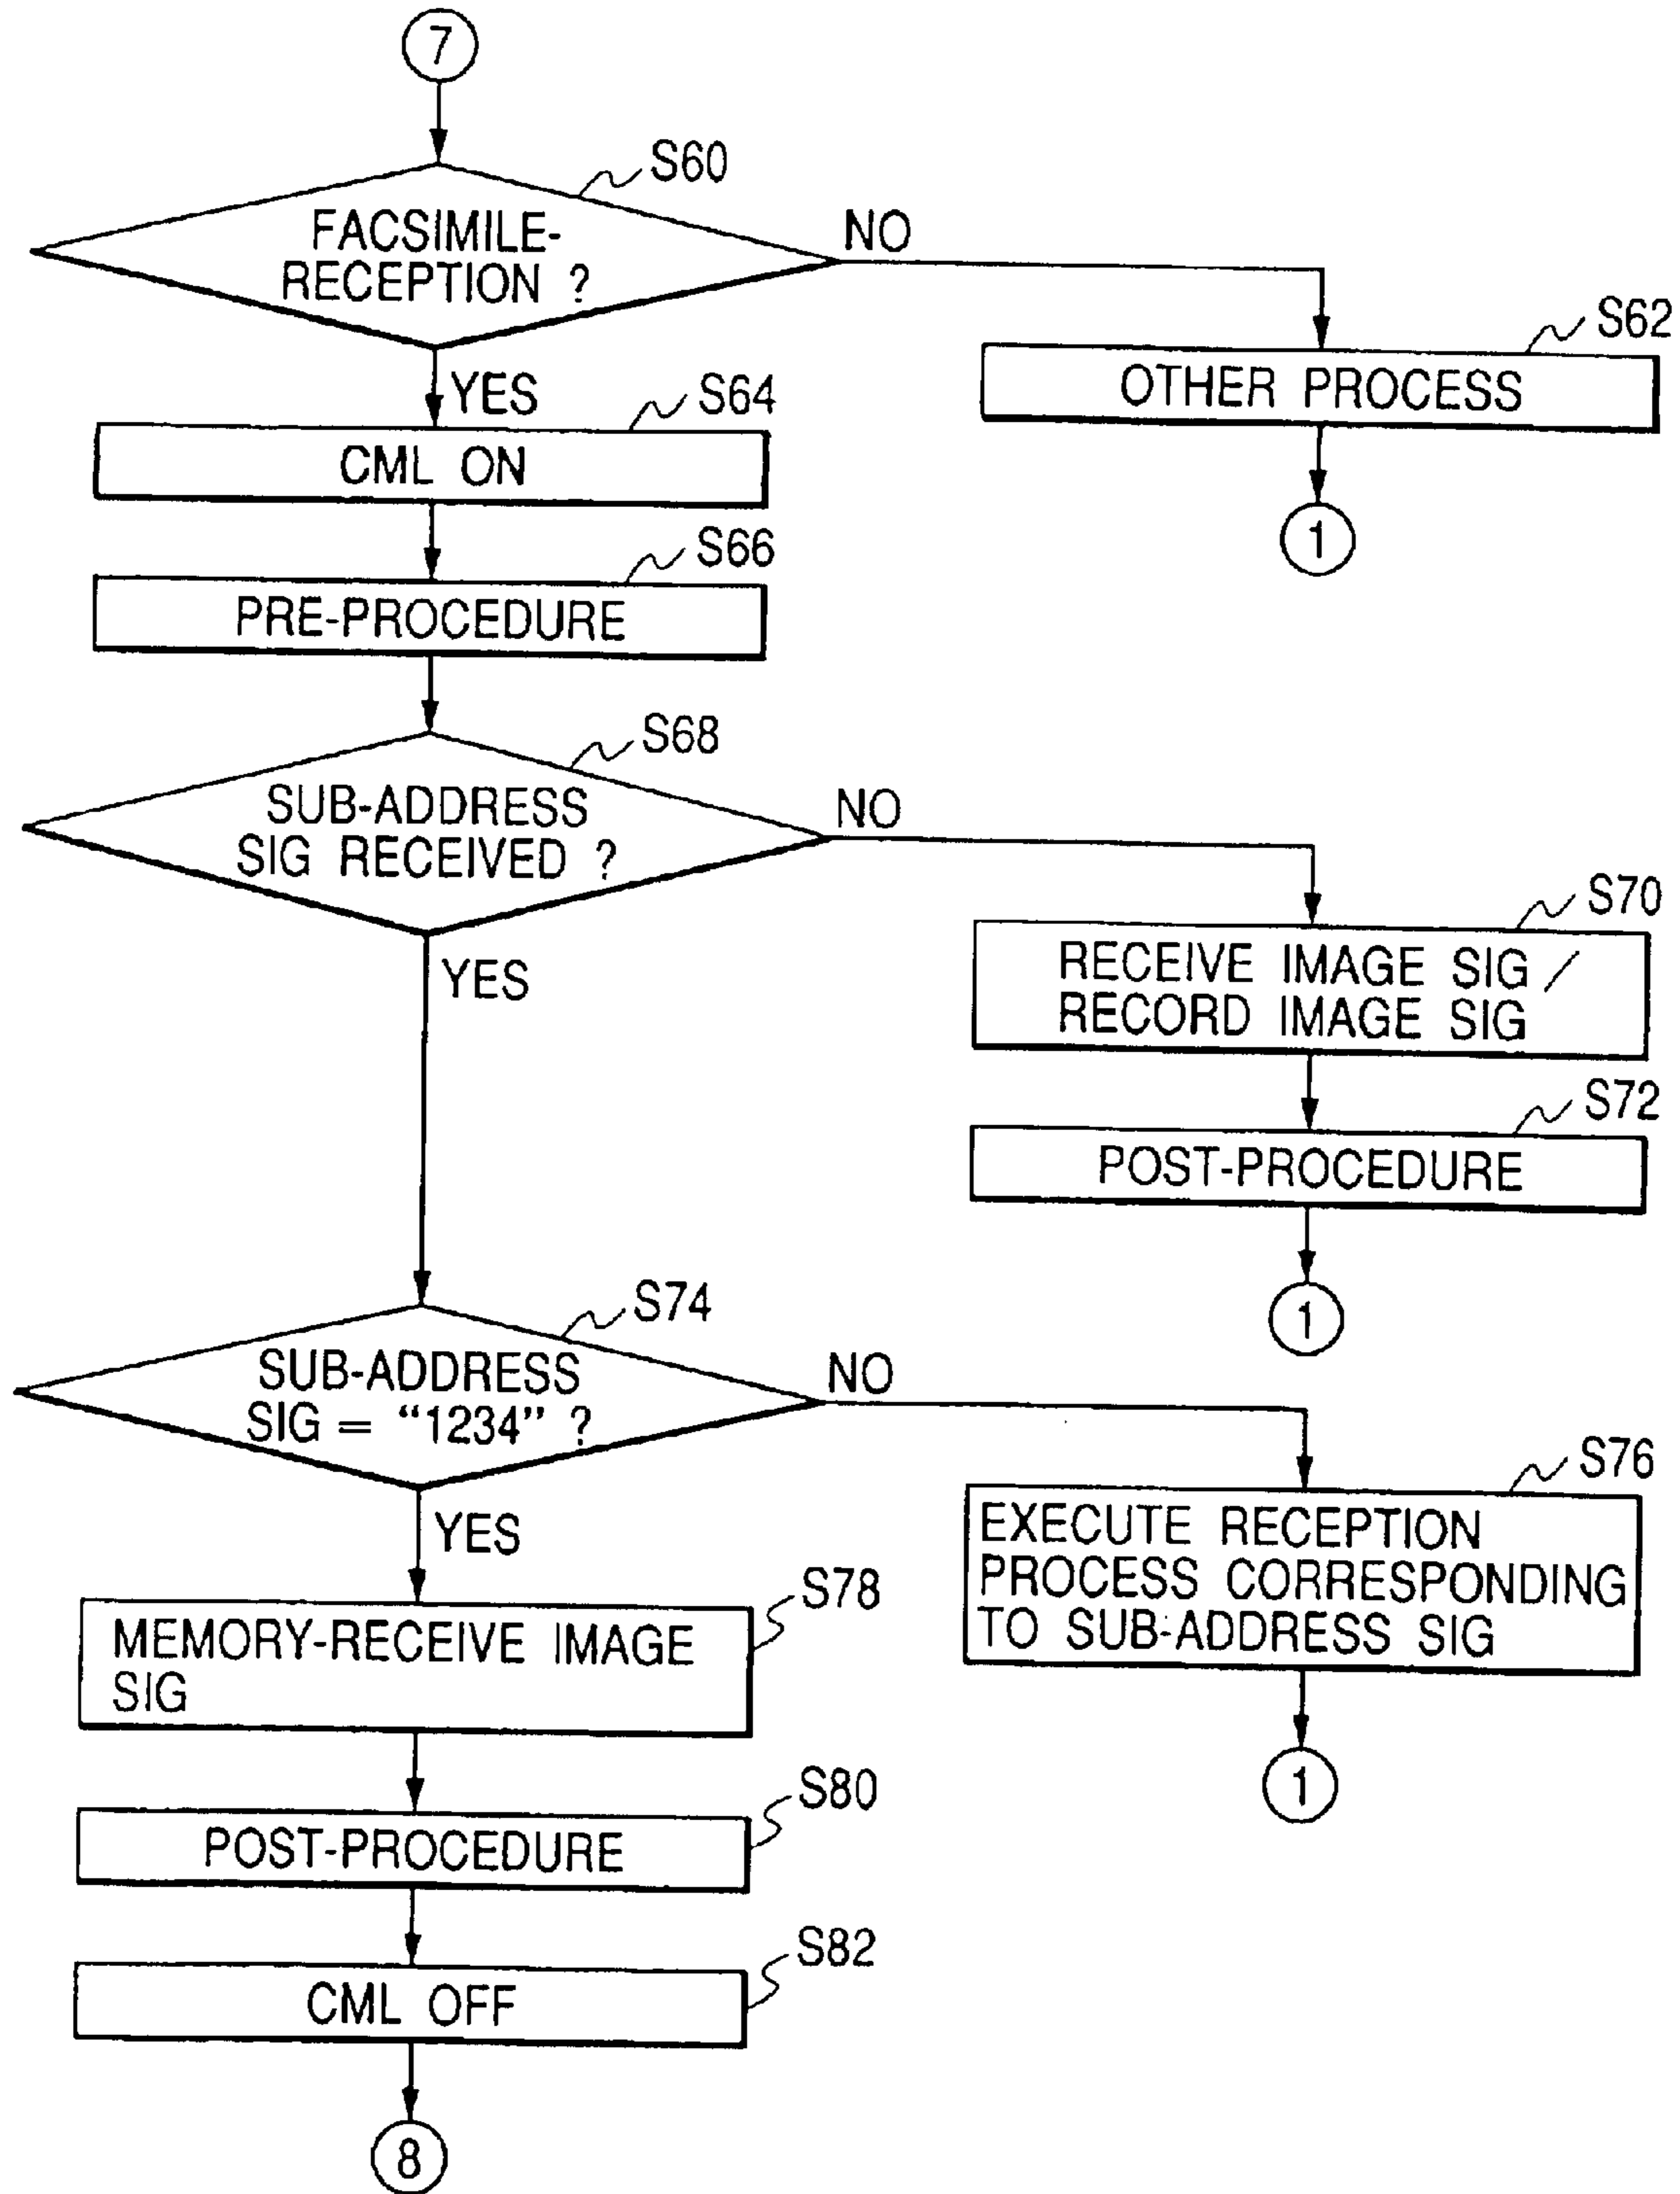 7
S60
FACSIMILE-
RECEPTION ?
NO
S62
OTHER PROCESS
1
YES
S64
CML ON
S66
PRE-PROCEDURE
S68
SUB-ADDRESS
SIG RECEIVED ?
NO
S70
RECEIVE IMAGE SIG /
RECORD IMAGE SIG
S72
POST-PROCEDURE
1
YES
S74
SUB-ADDRESS
SIG = “1234” ?
NO
S76
EXECUTE RECEPTION
PROCESS CORRESPONDING
TO SUB-ADDRESS SIG
1
YES
S78
MEMORY-RECEIVE IMAGE
SIG
S80
POST-PROCEDURE
S82
CML OFF
8